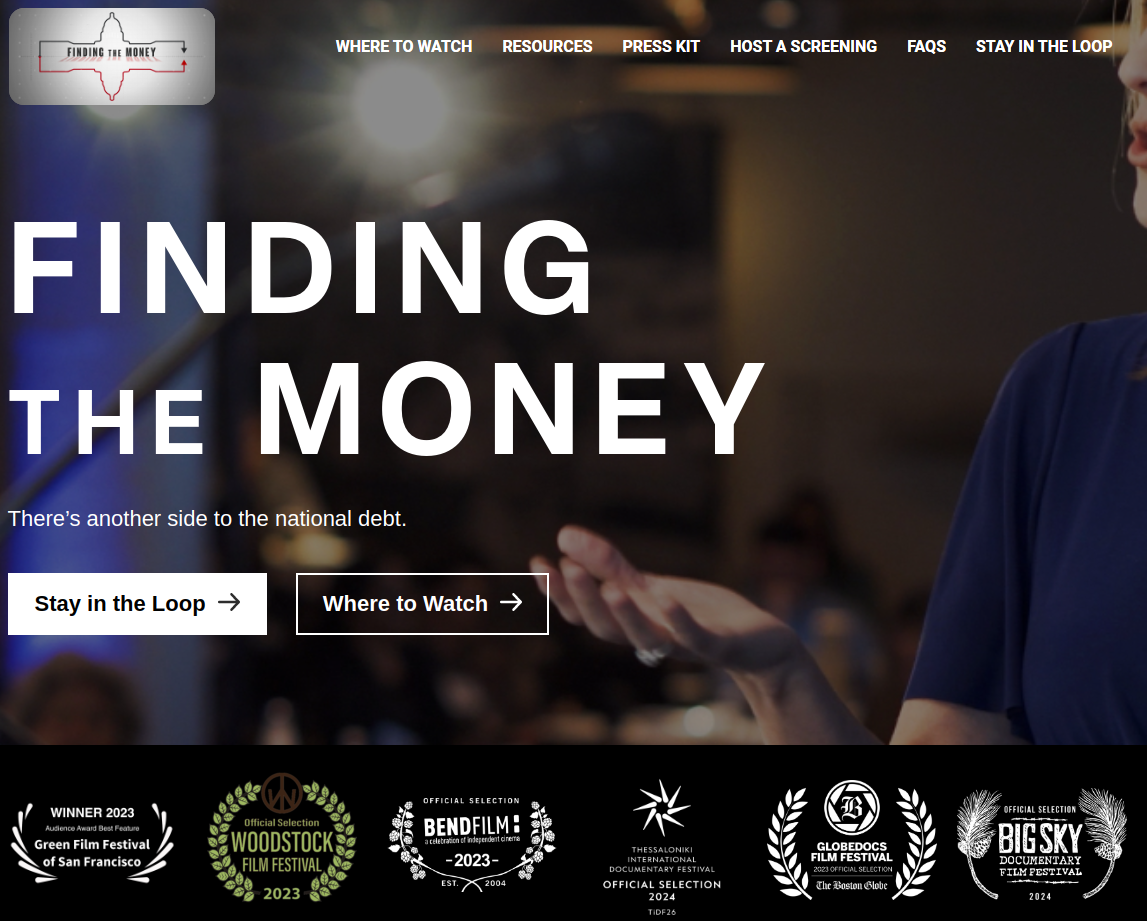 FINDING THE MONEY
WHERE TO WATCH
RESOURCES
PRESS KIT
HOST A SCREENING
FAQS
STAY IN THE LOOP
FINDING
THE MONEY
There’s another side to the national debt.
Stay in the Loop
Where to Watch
WINNER 2023
Audience Award Best Feature
Green Film Festival
of San Francisco
Official Selection
WOODSTOCK
FILM FESTIVAL
2023
OFFICIAL SELECTION
BENDFILM:
a celebration of independent cinema
-2023-
EST. 2004
THESSALONIKI
INTERNATIONAL
DOCUMENTARY FESTIVAL
OFFICIAL SELECTION
2024
TiDF26
B
GLOBEDOCS
FILM FESTIVAL
2023 OFFICIAL SELECTION
The Boston Globe
OFFICIAL SELECTION
BIG SKY
DOCUMENTARY
FILM FESTIVAL
2024